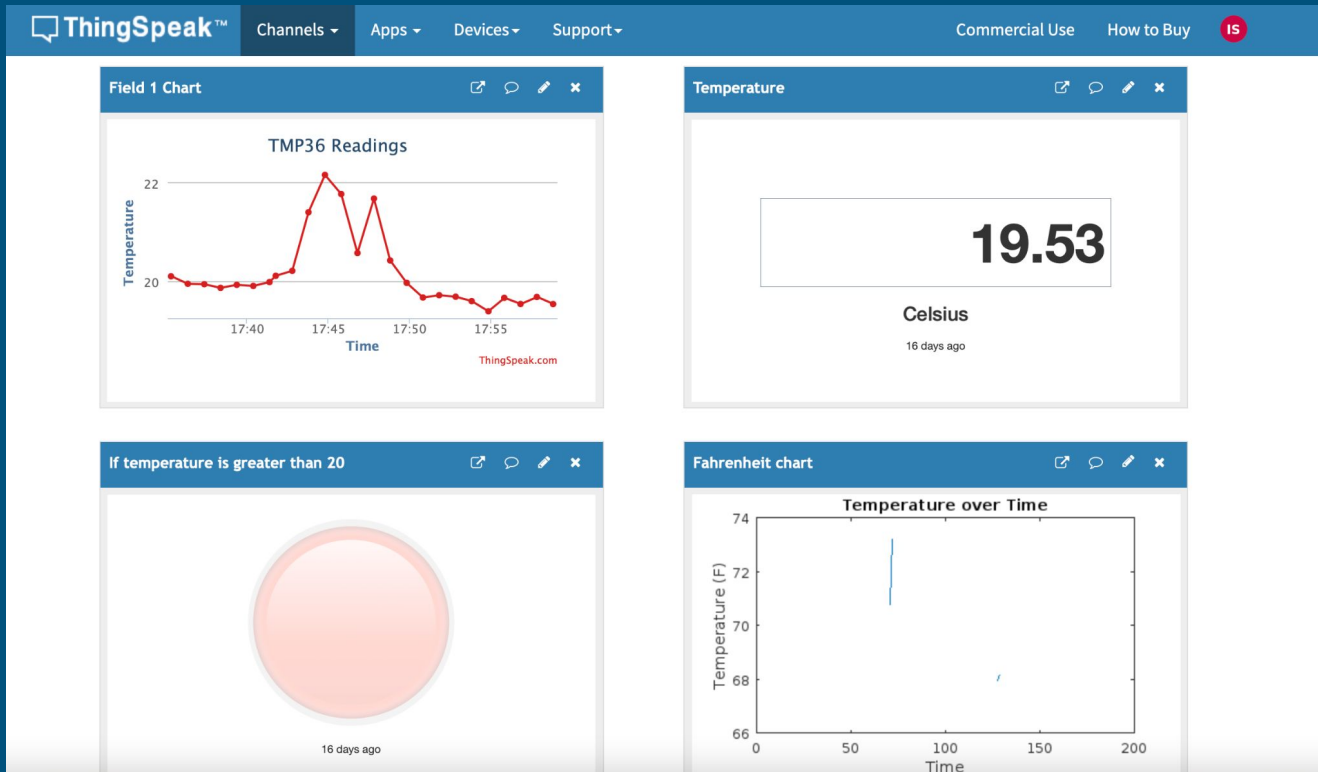 ThingSpeak™ Channels Apps Devices Support Commercial Use How to Buy IS
Field 1 Chart
TMP36 Readings
22
20
Temperature
17:40 17:45 17:50 17:55
Time
ThingSpeak.com
Temperature
19.53
Celsius
16 days ago
If temperature is greater than 20
16 days ago
Fahrenheit chart
Temperature over Time
74
72
70
68
66
Temperature (F)
0 50 100 150 200
Time